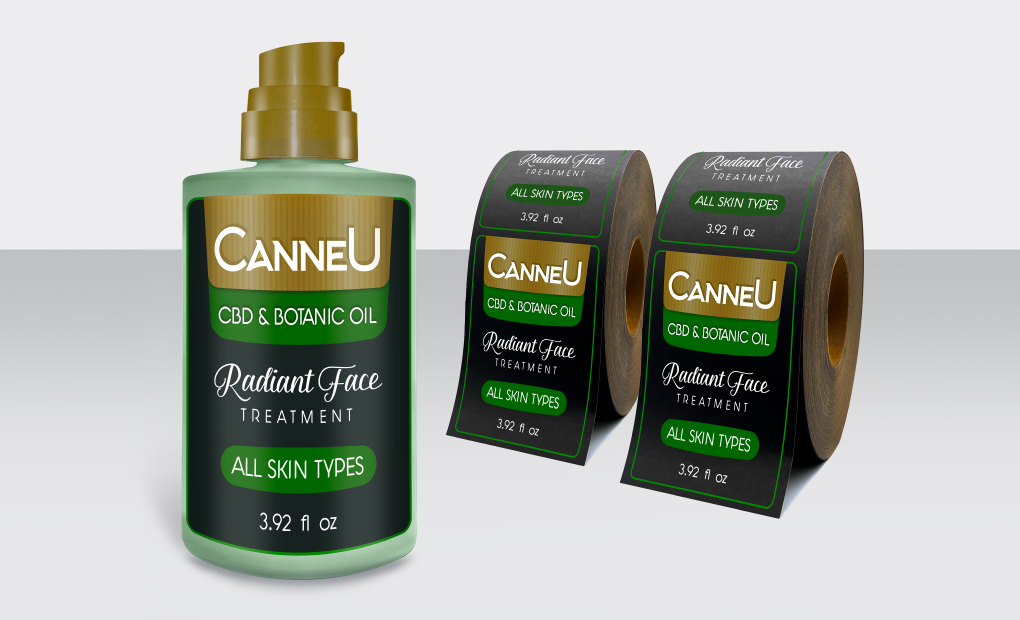 CANNEU
CBD & BOTANIC OIL
Radiant Face
TREATMENT
ALL SKIN TYPES
3.92 fl oz
Radiant Face
TREATMENT
ALL SKIN TYPES
3.92 fl oz
CANNEU
CBD & BOTANIC OIL
Radiant Face
TREATMENT
ALL SKIN TYPES
3.92 fl oz
Radiant Face
TREATMENT
ALL SKIN TYPES
3.92 fl oz
CANNEU
CBD & BOTANIC OIL
Radiant Face
TREATMENT
ALL SKIN TYPES
3.92 fl oz